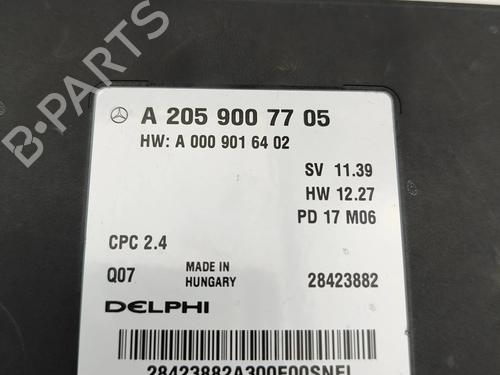 A 205 900 77 05
HW: A 000 901 64 02
SV 11.39
HW 12.27
PD 17 M06
CPC 2.4
Q07 MADE IN HUNGARY 28423882
DELPHI
28423882A300E00SNEL
B-PARTS